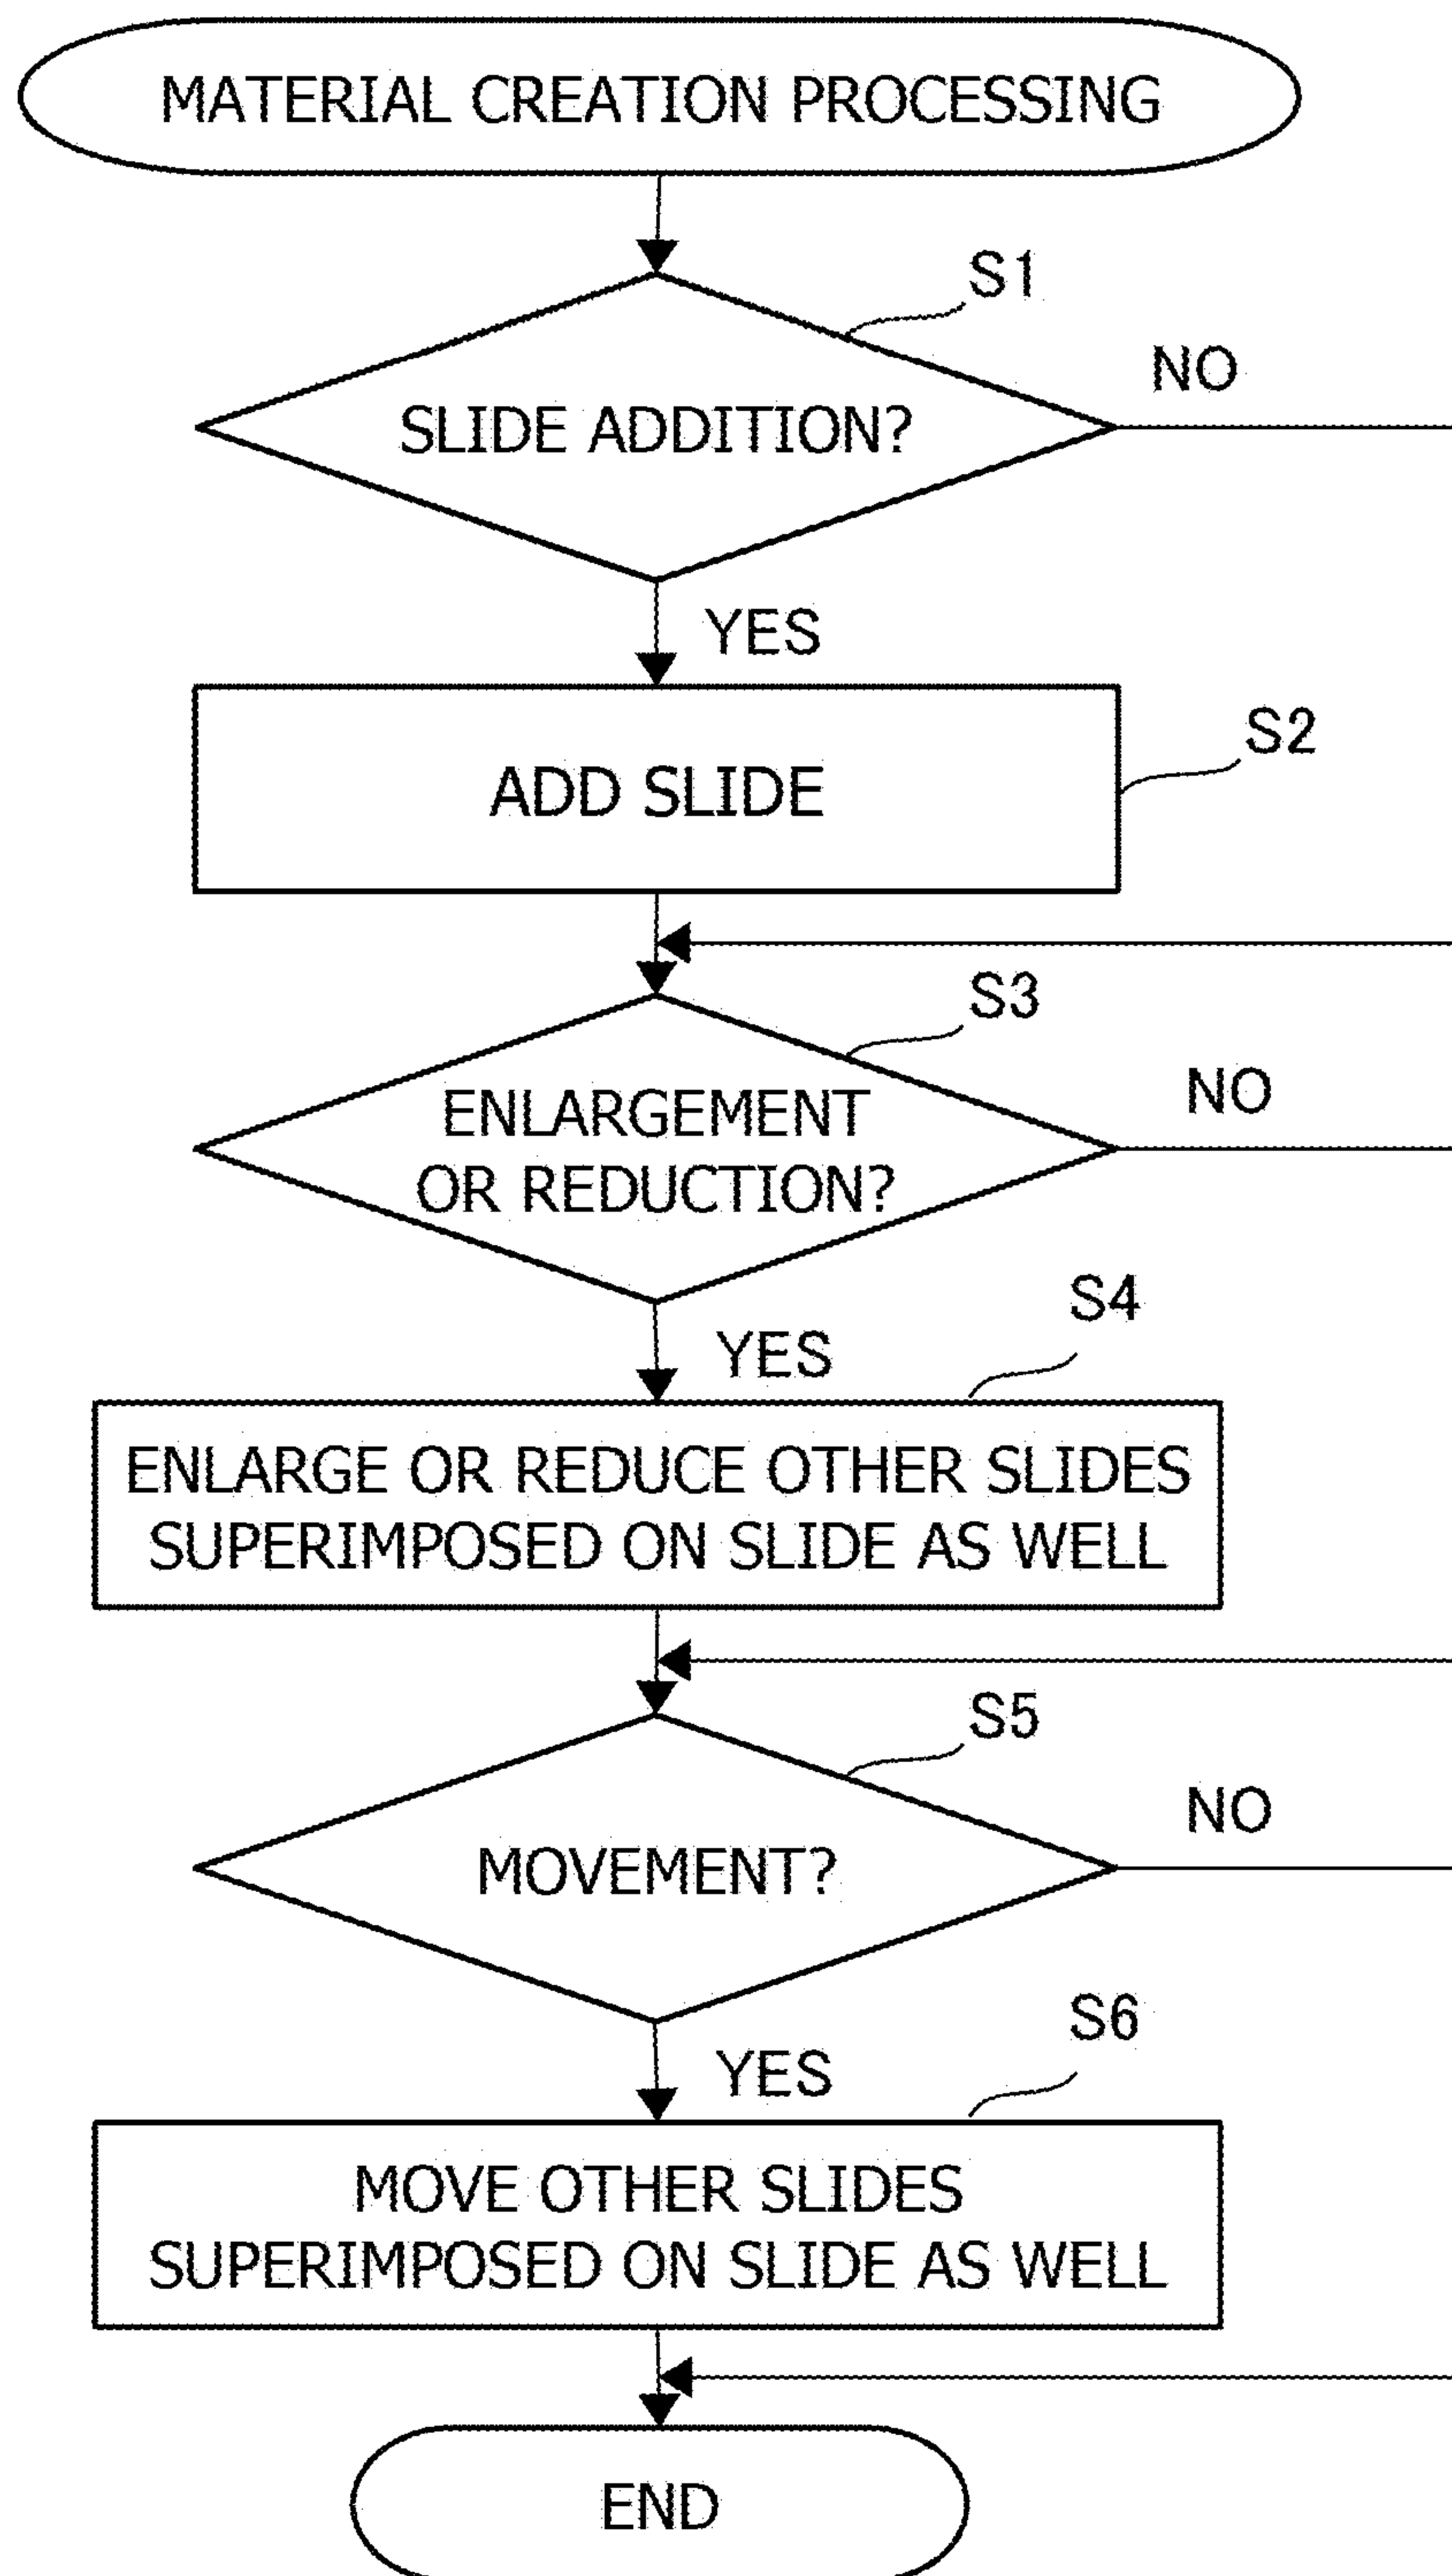 MATERIAL CREATION PROCESSING
S1
NO
SLIDE ADDITION?
YES
S2
ADD SLIDE
S3
NO
ENLARGEMENT
OR REDUCTION?
S4
YES
ENLARGE OR REDUCE OTHER SLIDES
SUPERIMPOSED ON SLIDE AS WELL
S5
NO
MOVEMENT?
S6
YES
MOVE OTHER SLIDES
SUPERIMPOSED ON SLIDE AS WELL
END